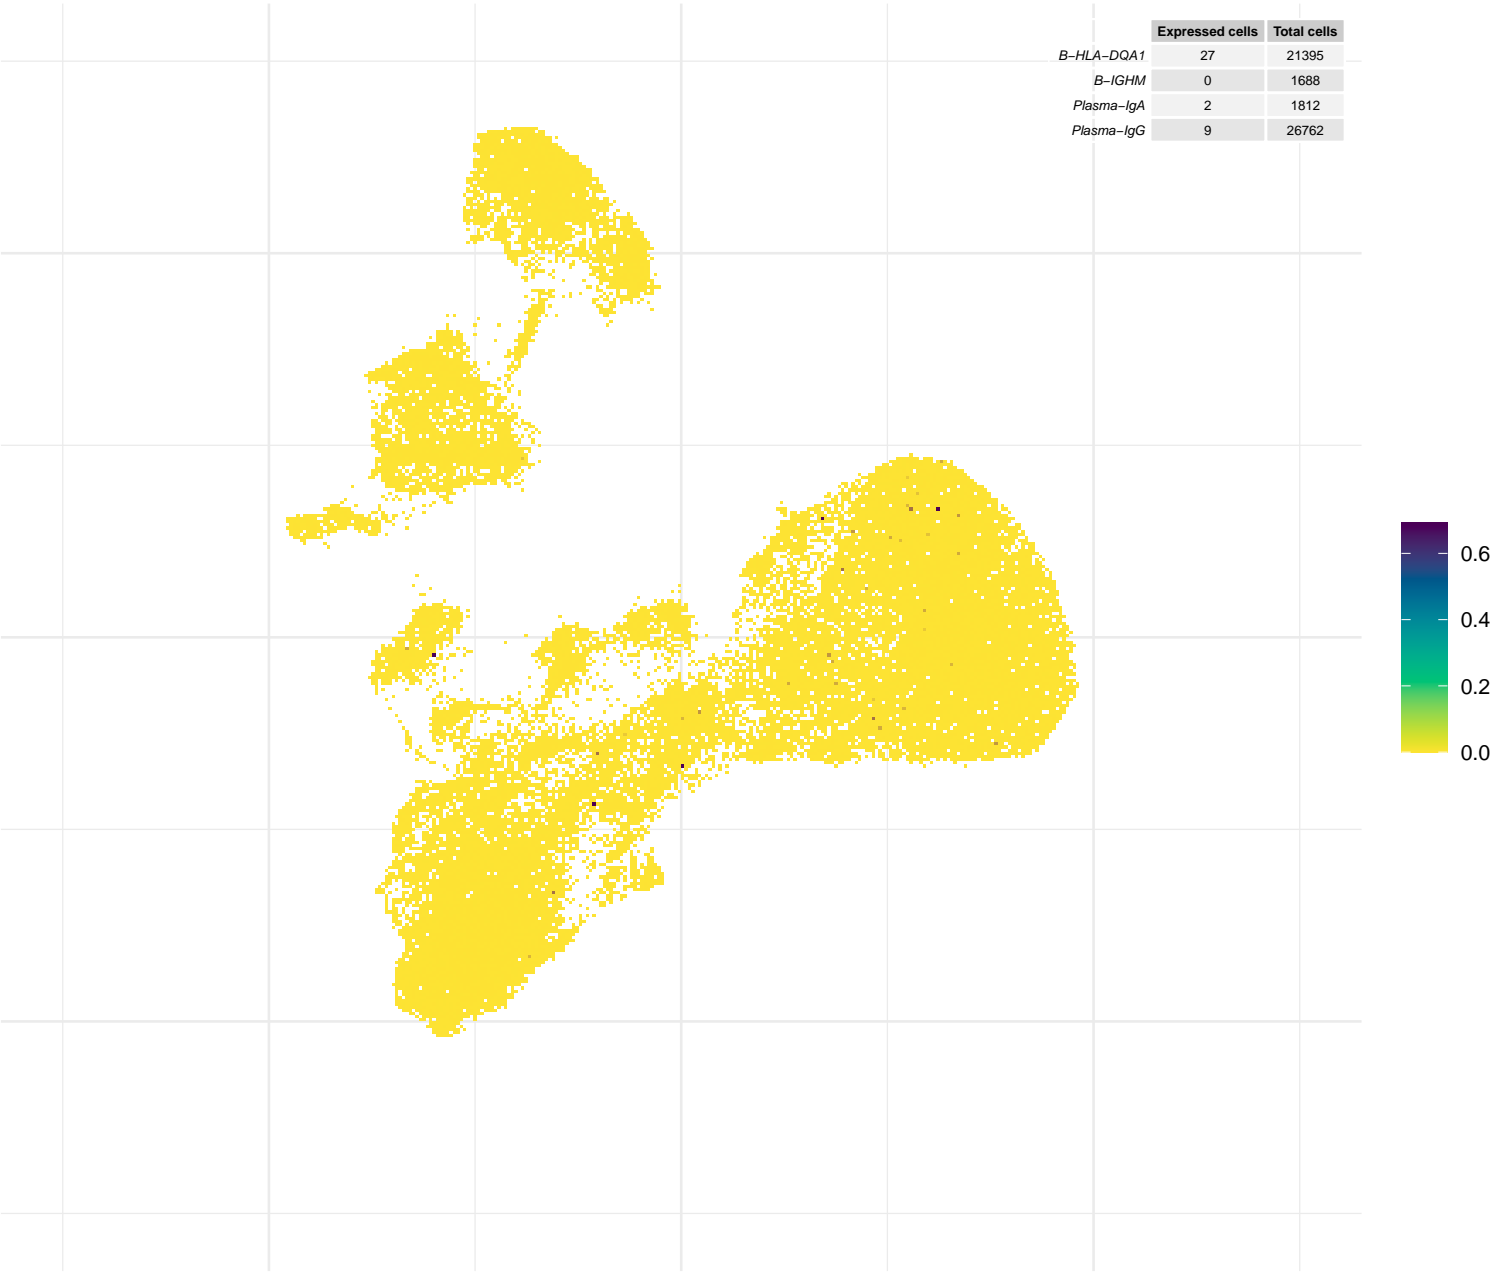 Expressed cells Total cells
B−HLA−DQA1 27 21395
B−IGHM 0 1688
Plasma−IgA 2 1812
Plasma−IgG 9 26762
0.6
0.4
0.2
0.0